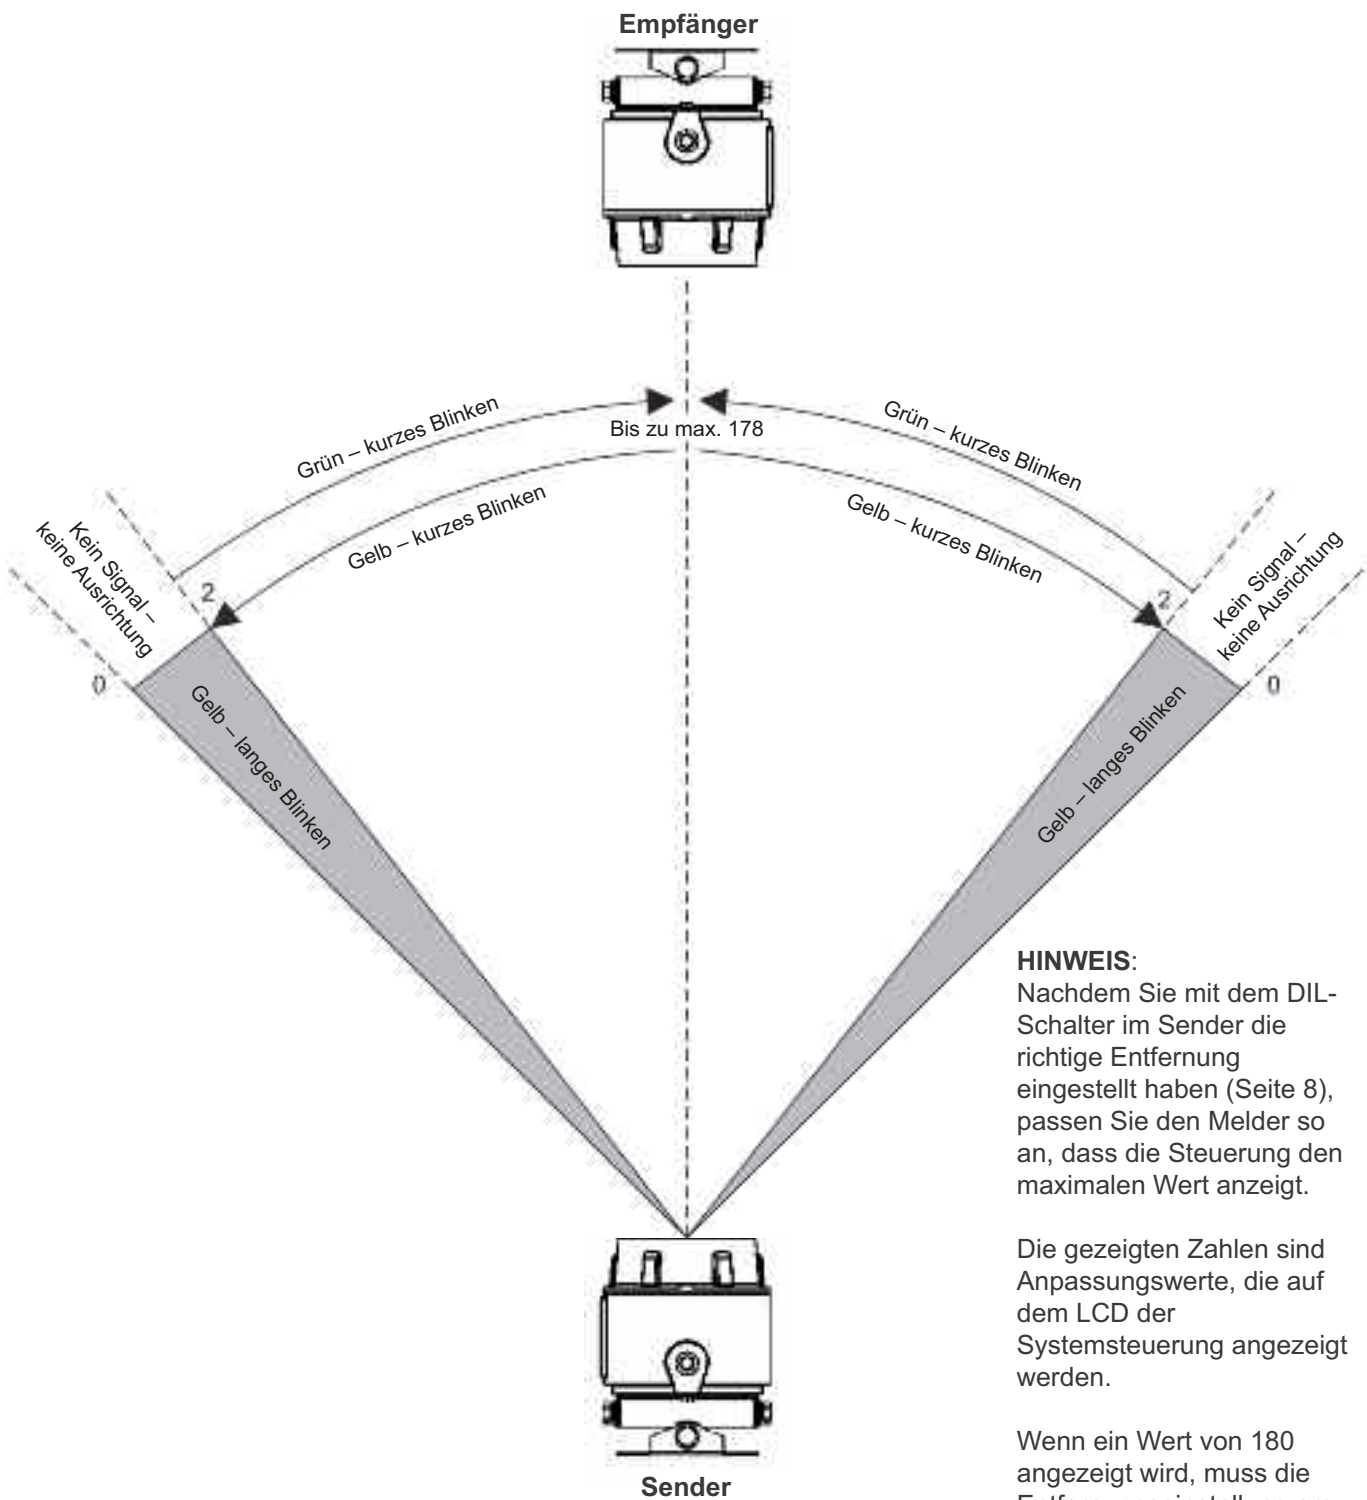 Empfänger
Grün – kurzes Blinken
Grün – kurzes Blinken
Bis zu max. 178
Gelb – kurzes Blinken
Gelb – kurzes Blinken
Kein Signal –
keine Ausrichtung
Kein Signal –
keine Ausrichtung
2
2
0
0
Gelb – langes Blinken
Gelb – langes Blinken
HINWEIS:
Nachdem Sie mit dem DIL-
Schalter im Sender die
richtige Entfernung
eingestellt haben (Seite 8),
passen Sie den Melder so
an, dass die Steuerung den
maximalen Wert anzeigt.
Die gezeigten Zahlen sind
Anpassungswerte, die auf
dem LCD der
Systemsteuerung angezeigt
werden.
Wenn ein Wert von 180
angezeigt wird, muss die
Sender